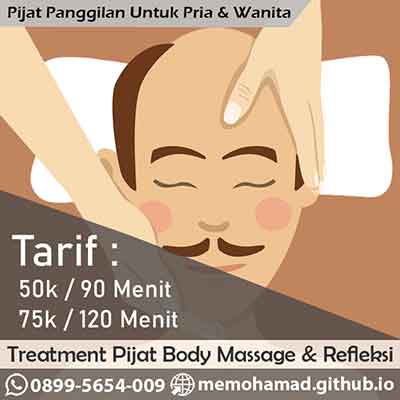 Pijat Panggilan Untuk Pria & Wanita
Tarif :
50k / 90 Menit
75k / 120 Menit
Treatment Pijat Body Massage & Refleksi
0899-5654-009 memohamad.github.io